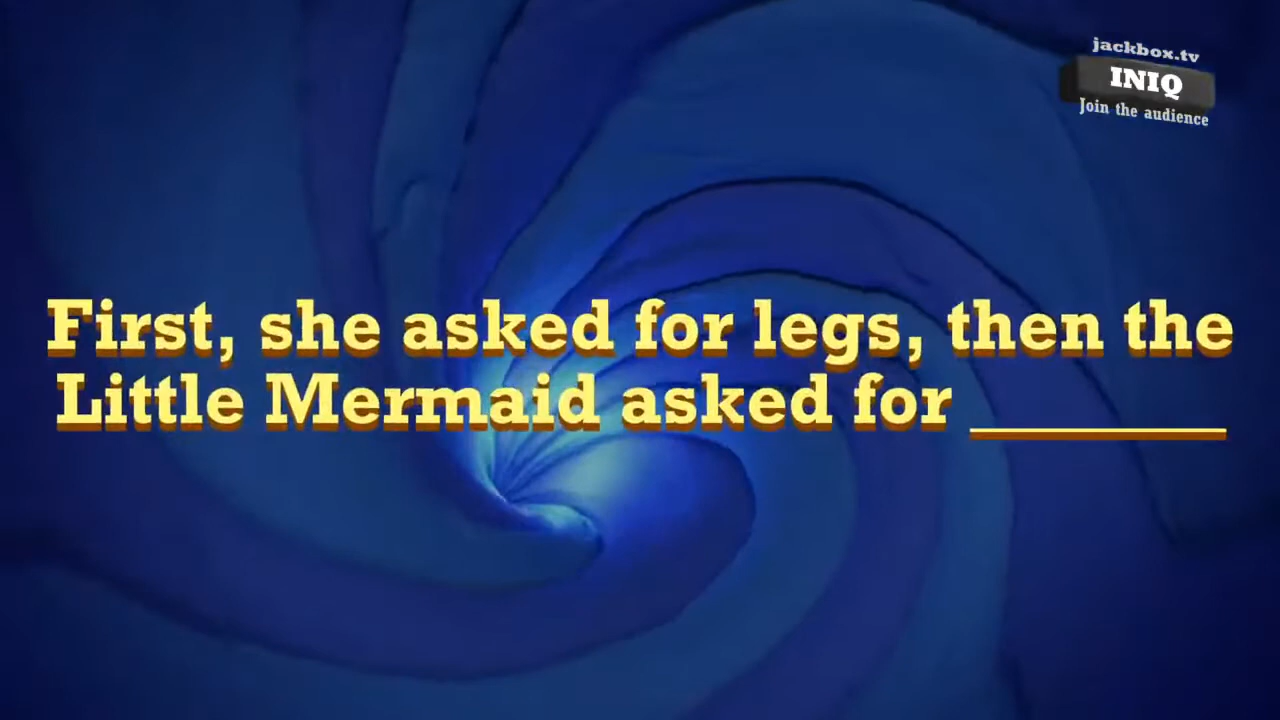 jackbox.tv
INIQ
Join the audience
First, she asked for legs, then the
Little Mermaid asked for ________